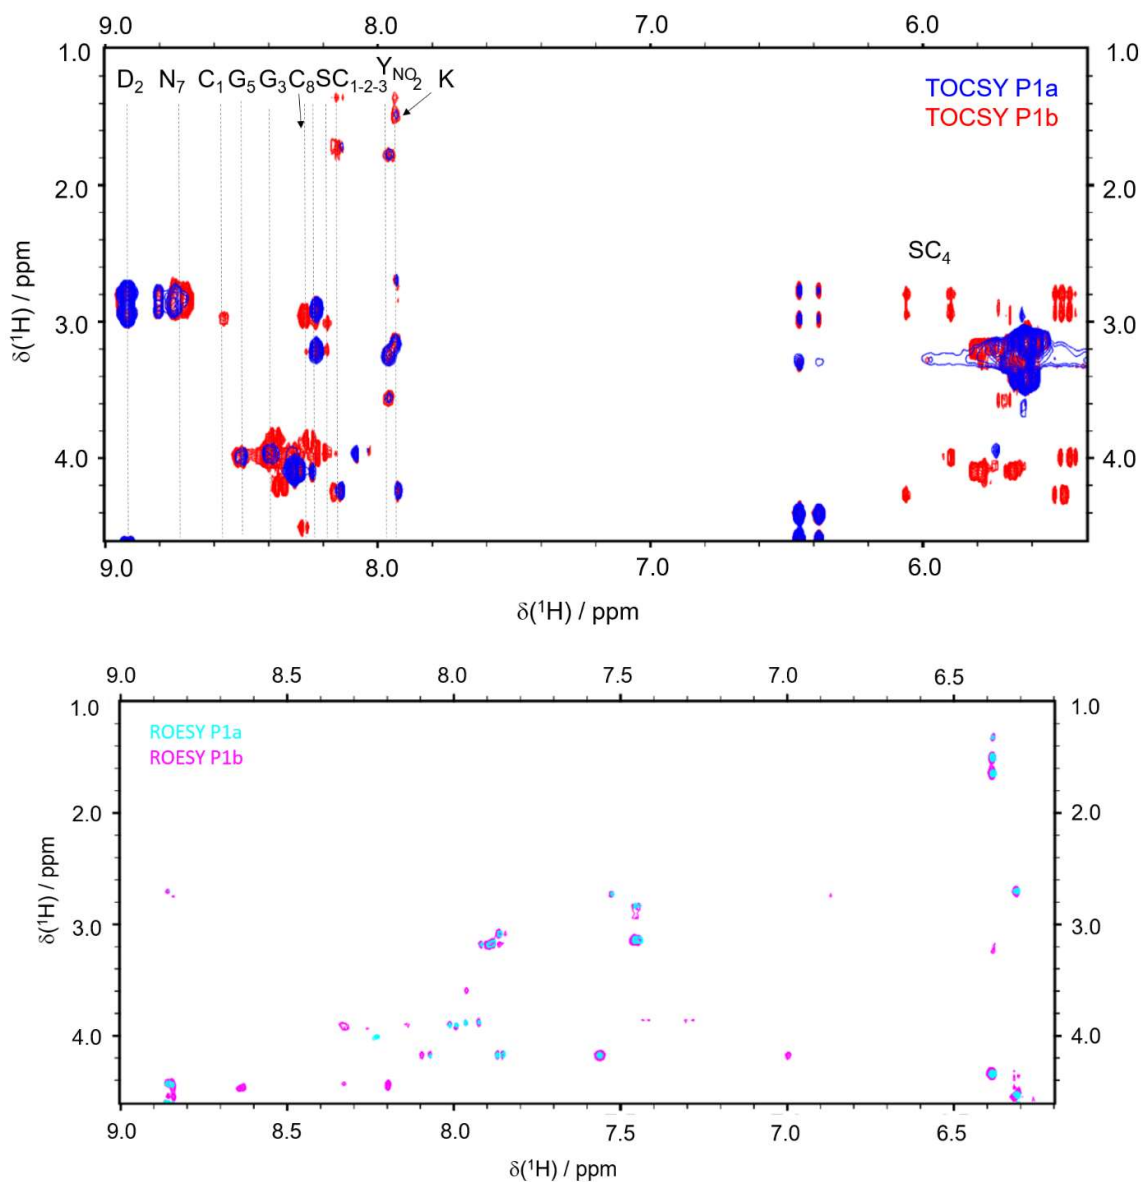 9.0 8.0 7.0 6.0
1.0 1.0
D₂ N₇ C₁ G₅ G₃ C₈ SC₁₋₂₋₃ Y_NO₂ K
TOCSY P1a
TOCSY P1b
2.0 2.0
SC₄
3.0 3.0
4.0 4.0
δ(¹H) / ppm
9.0 8.0 7.0 6.0
δ(¹H) / ppm
9.0 8.5 8.0 7.5 7.0 6.5
1.0 1.0
ROESY P1a
ROESY P1b
2.0 2.0
3.0 3.0
4.0 4.0
δ(¹H) / ppm
9.0 8.5 8.0 7.5 7.0 6.5
δ(¹H) / ppm